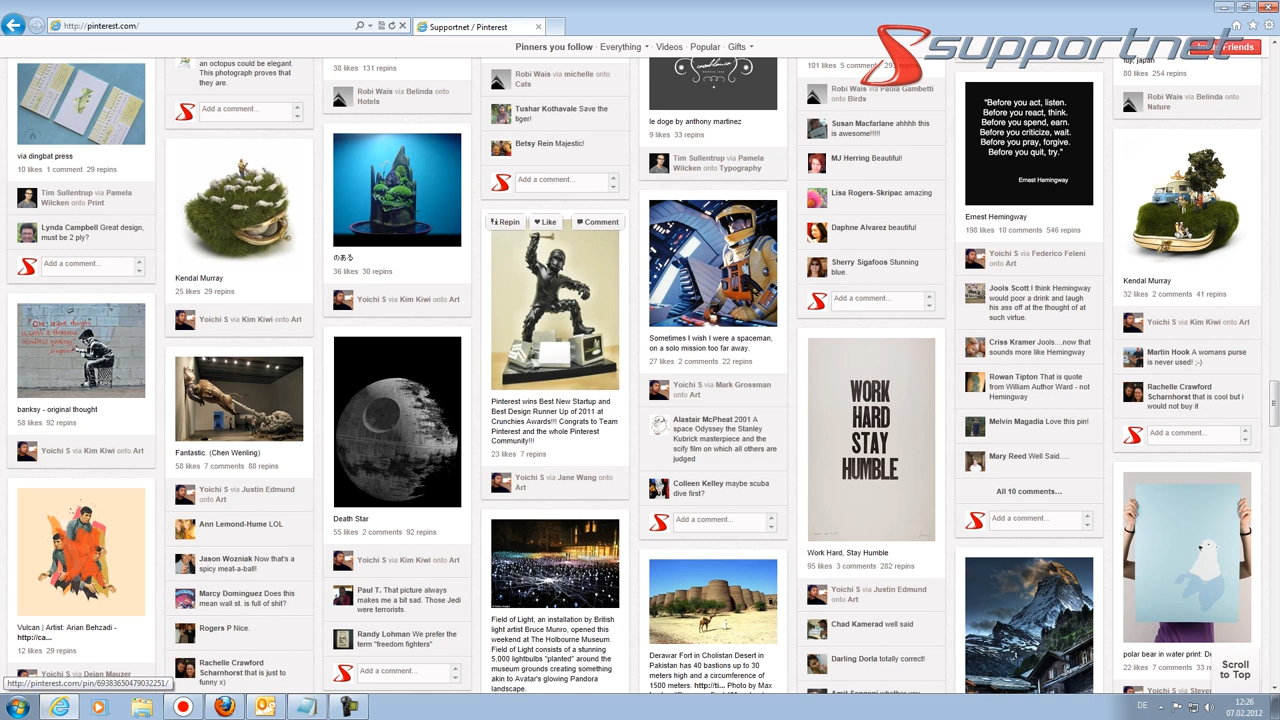 http://pinterest.com/
Supportnet / Pinterest
supportnet
Friends
Pinners you follow · Everything · Videos · Popular · Gifts
via dingbat press
10 likes 1 comment 29 repins
Tim Sullentrup via Pamela
Wilcken onto Print
Lynda Campbell Great design,
must be 2 ply?
Add a comment...
banksy - original thought
58 likes 92 repins
Yoichi S via Kim Kiwi onto Art
Vulcan | Artist: Arian Behzadi -
http://ca...
12 likes 29 repins
Yoichi S via Dejan Mauzer
http://pinterest.com/pin/69383650479032251/
an octopus could be elegant.
This photograph proves that
they are.
Add a comment...
Kendal Murray
25 likes 29 repins
Yoichi S via Kim Kiwi onto Art
Fantastic. (Chen Wenling)
58 likes 7 comments 88 repins
Yoichi S via Justin Edmund
onto Art
Ann Lemond-Hume LOL
Jason Wozniak Now that's a
spicy meat-a-ball!
Marcy Dominguez Does this
mean wall st. is full of shit?
Rogers P Nice.
Rachelle Crawford
Scharnhorst that is just to
funny x)
38 likes 131 repins
Robi Wais via Belinda onto
Hotels
のある
36 likes 30 repins
Yoichi S via Kim Kiwi onto Art
Death Star
55 likes 2 comments 92 repins
Yoichi S via Kim Kiwi onto Art
Paul T. That picture always
makes me a bit sad. Those Jedi
were terrorists.
Randy Lohman We prefer the
term "freedom fighters"
Add a comment...
Robi Wais via michelle onto
Cats
Tushar Kothavale Save the
tiger!
Betsy Rein Majestic!
Add a comment...
Repin Like Comment
Pinterest wins Best New Startup and
Best Design Runner Up of 2011 at
Crunchies Awards!!! Congrats to Team
Pinterest and the whole Pinterest
Community!!!
23 likes 7 repins
Yoichi S via Jane Wang onto
Art
Field of Light, an installation by British
light artist Bruce Munro, opened this
weekend at The Holbourne Museum.
Field of Light consists of a stunning
5,000 lightbulbs "planted" around the
museum grounds creating something
akin to Avatar's glowing Pandora
landscape.
le doge by anthony martinez
9 likes 33 repins
Tim Sullentrup via Pamela
Wilcken onto Typography
Sometimes I wish I were a spaceman,
on a solo mission too far away.
27 likes 2 comments 22 repins
Yoichi S via Mark Grossman
onto Art
Alastair McPheat 2001 A
space Odyssey the Stanley
Kubrick masterpiece and the
scify film on which all others are
judged
Colleen Kelley maybe scuba
dive first?
Add a comment...
Derawar Fort in Cholistan Desert in
Pakistan has 40 bastions up to 30
meters high and a circumference of
1500 meters. http://ti... Photo by Max
101 likes 5 comments 293 repins
Robi Wais via Paola Gambetti
onto Birds
Susan Macfarlane ahhhh this
is awesome!!!!!
MJ Herring Beautiful!
Lisa Rogers-Skripac amazing
Daphne Alvarez beautiful
Sherry Sigafoos Stunning
blue.
Add a comment...
WORK
HARD
STAY
HUMBLE
Work Hard, Stay Humble
95 likes 3 comments 282 repins
Yoichi S via Justin Edmund
onto Art
Chad Kamerad well said
Darling Dorla totally correct!
"Before you act, listen.
Before you react, think.
Before you spend, earn.
Before you criticize, wait.
Before you pray, forgive.
Before you quit, try."
Ernest Hemingway
Ernest Hemingway
198 likes 10 comments 546 repins
Yoichi S via Federico Feleni
onto Art
Jools Scott I think Hemingway
would poor a drink and laugh
his ass off at the thought of
such virtue.
Criss Kramer Jools....now that
sounds more like Hemingway
Rowan Tipton That is quote
from William Author Ward - not
Hemingway
Melvin Magadia Love this pin!
Mary Reed Well Said.....
All 10 comments...
Add a comment...
fuji, japan
80 likes 254 repins
Robi Wais via Belinda onto
Nature
Kendal Murray
32 likes 2 comments 41 repins
Yoichi S via Kim Kiwi onto Art
Martin Hook A womans purse
is never used! ;-)
Rachelle Crawford
Scharnhorst that is cool but i
would not buy it
Add a comment...
polar bear in water print: De
22 likes 7 comments 33
Yoichi S via Steven
Scroll
to Top
DE
12:26
07.02.2012